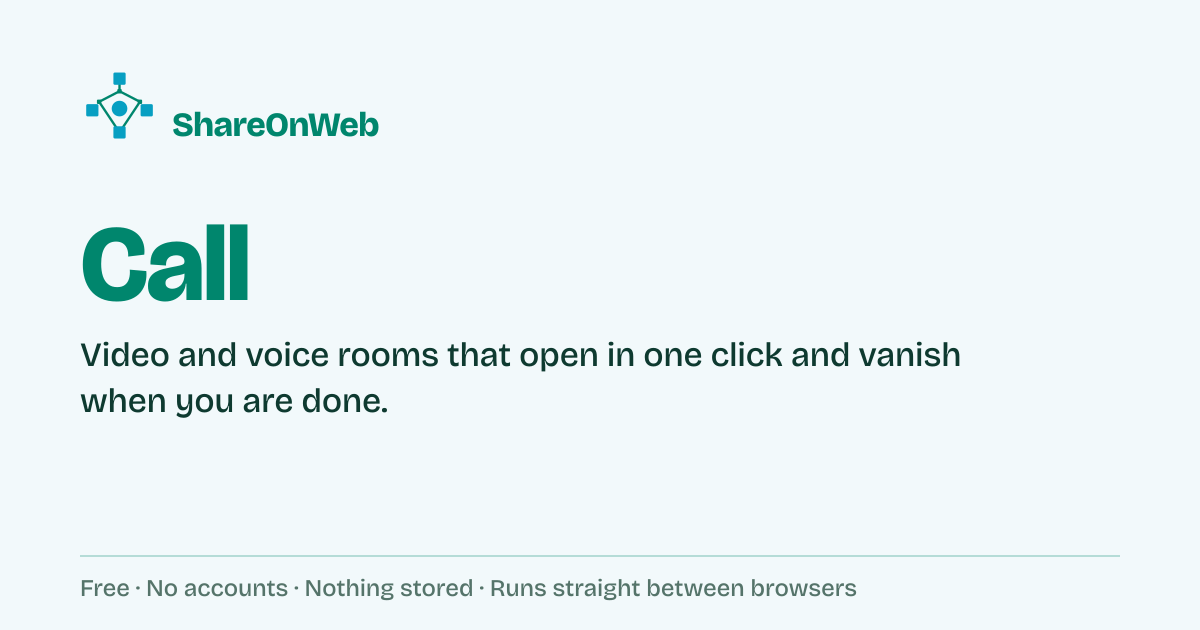 ShareOnWeb
Call
Video and voice rooms that open in one click and vanish
when you are done.
Free · No accounts · Nothing stored · Runs straight between browsers